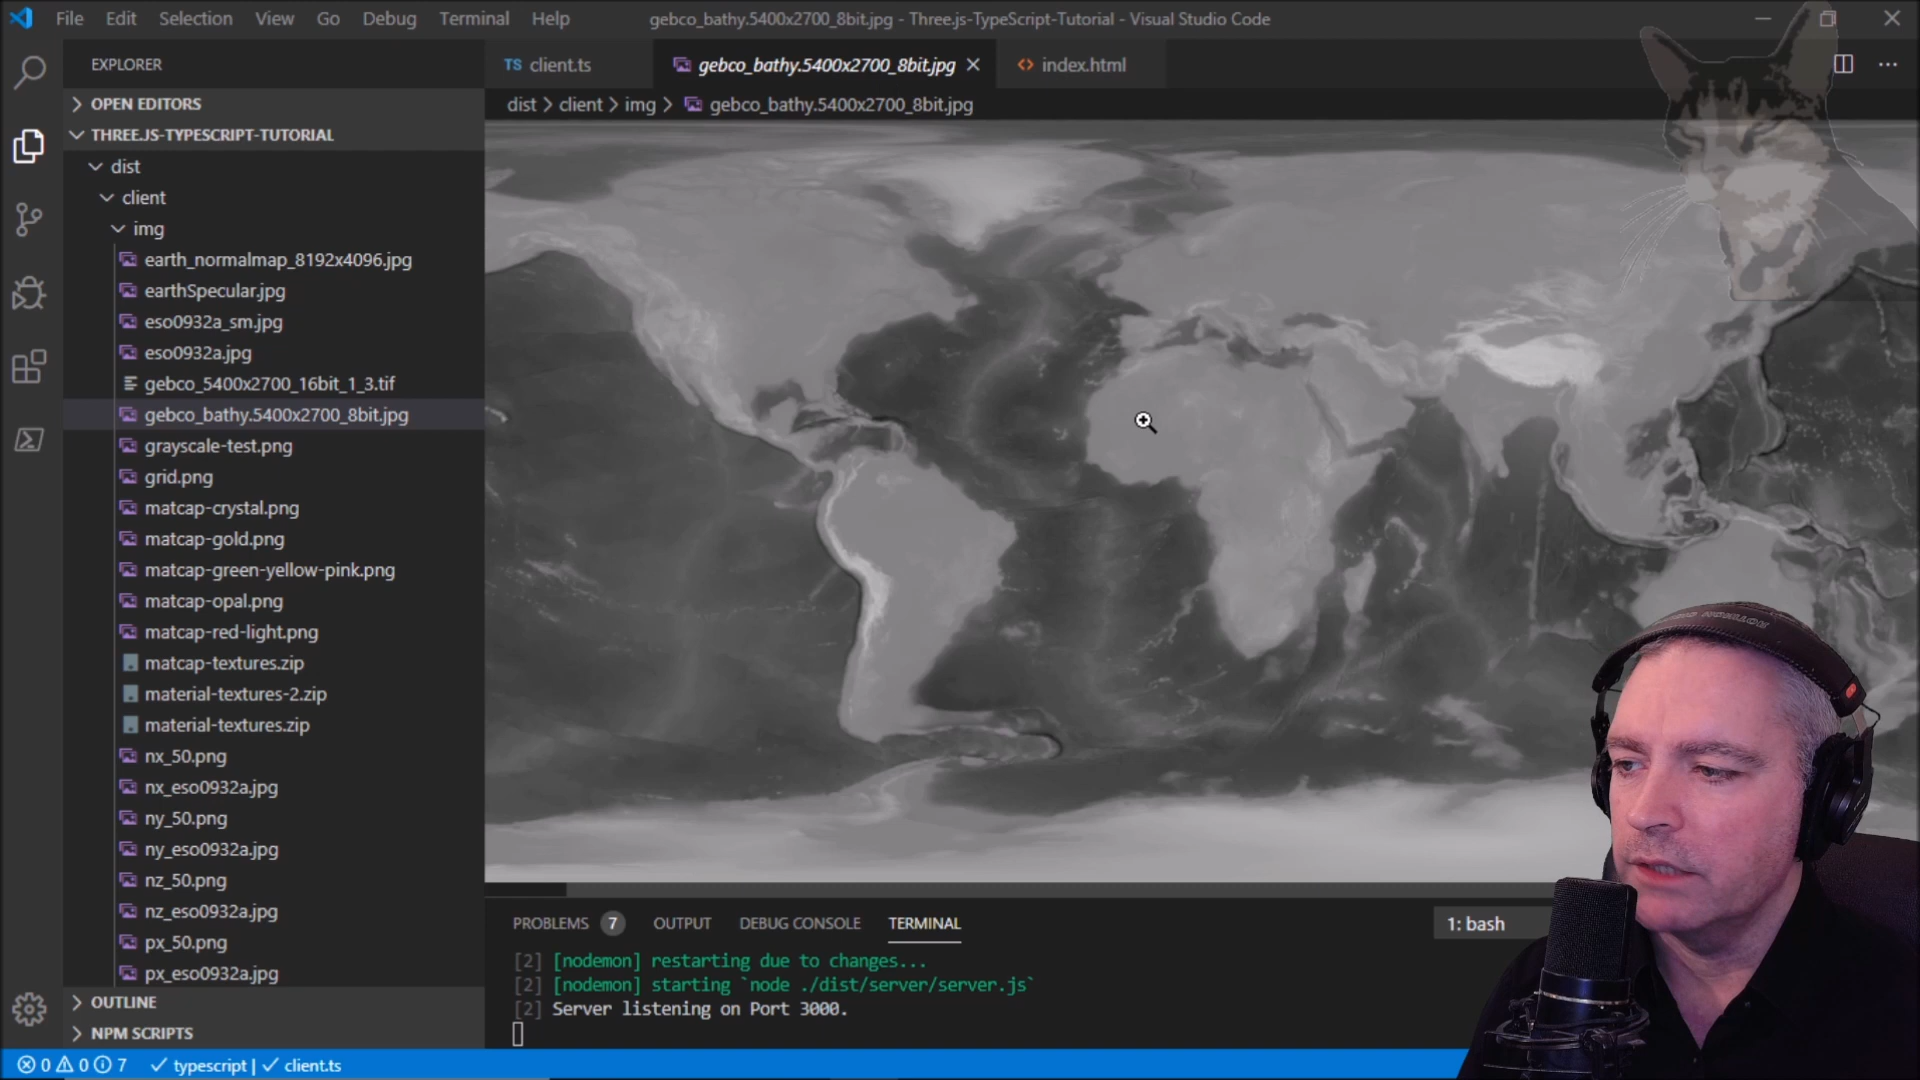 File Edit Selection View Go Debug Terminal Help
gebco_bathy.5400x2700_8bit.jpg - Three.js-TypeScript-Tutorial - Visual Studio Code
EXPLORER
OPEN EDITORS
THREE.JS-TYPESCRIPT-TUTORIAL
dist
client
img
earth_normalmap_8192x4096.jpg
earthSpecular.jpg
eso0932a_sm.jpg
eso0932a.jpg
gebco_5400x2700_16bit_1_3.tif
gebco_bathy.5400x2700_8bit.jpg
grayscale-test.png
grid.png
matcap-crystal.png
matcap-gold.png
matcap-green-yellow-pink.png
matcap-opal.png
matcap-red-light.png
matcap-textures.zip
material-textures-2.zip
material-textures.zip
nx_50.png
nx_eso0932a.jpg
ny_50.png
ny_eso0932a.jpg
nz_50.png
nz_eso0932a.jpg
px_50.png
px_eso0932a.jpg
OUTLINE
NPM SCRIPTS
TS client.ts
gebco_bathy.5400x2700_8bit.jpg
index.html
dist > client > img > gebco_bathy.5400x2700_8bit.jpg
PROBLEMS 7 OUTPUT DEBUG CONSOLE TERMINAL
1: bash
[2] [nodemon] restarting due to changes...
[2] [nodemon] starting `node ./dist/server/server.js`
[2] Server listening on Port 3000.
0 0 7 typescript | client.ts